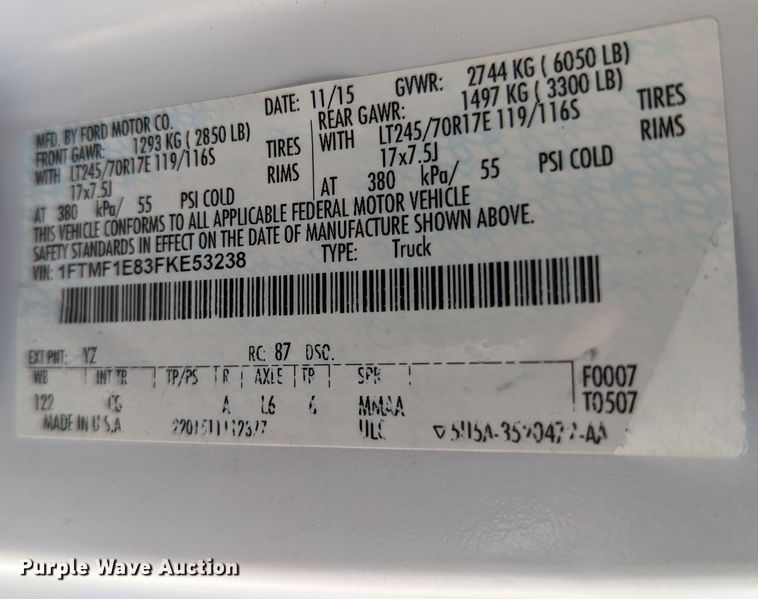 MFD. BY FORD MOTOR CO.
DATE: 11/15
GVWR: 2744 KG ( 6050 LB)
FRONT GAWR: 1293 KG ( 2850 LB)
REAR GAWR: 1497 KG ( 3300 LB)
WITH LT245/70R17E 119/116S TIRES
WITH LT245/70R17E 119/116S TIRES
17x7.5J RIMS
17x7.5J RIMS
AT 380 kPa/ 55 PSI COLD
AT 380 kPa/ 55 PSI COLD
THIS VEHICLE CONFORMS TO ALL APPLICABLE FEDERAL MOTOR VEHICLE
SAFETY STANDARDS IN EFFECT ON THE DATE OF MANUFACTURE SHOWN ABOVE.
VIN: 1FTMF1E83FKE53238
TYPE: Truck
EXT PNT: YZ RC: 87 DSO:
WB INT TR TP/PS R AXLE TR SPR
F0007
122 CG A L6 6 MMAA
T0507
MADE IN U.S.A. ULC
Purple Wave Auction